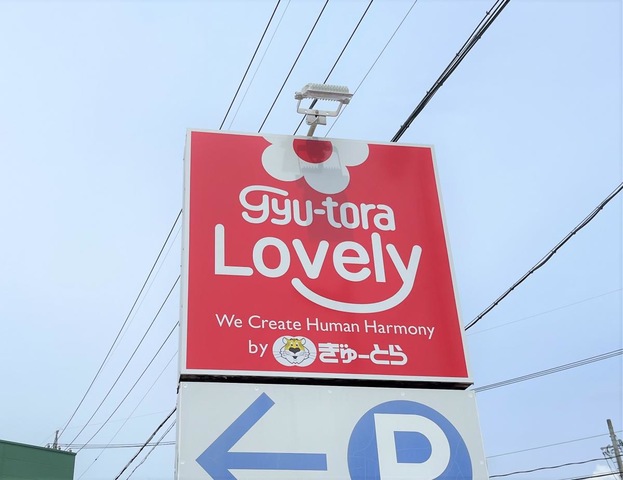 gyu-tora
Lovely
We Create Human Harmony
by ぎゅーとら
P